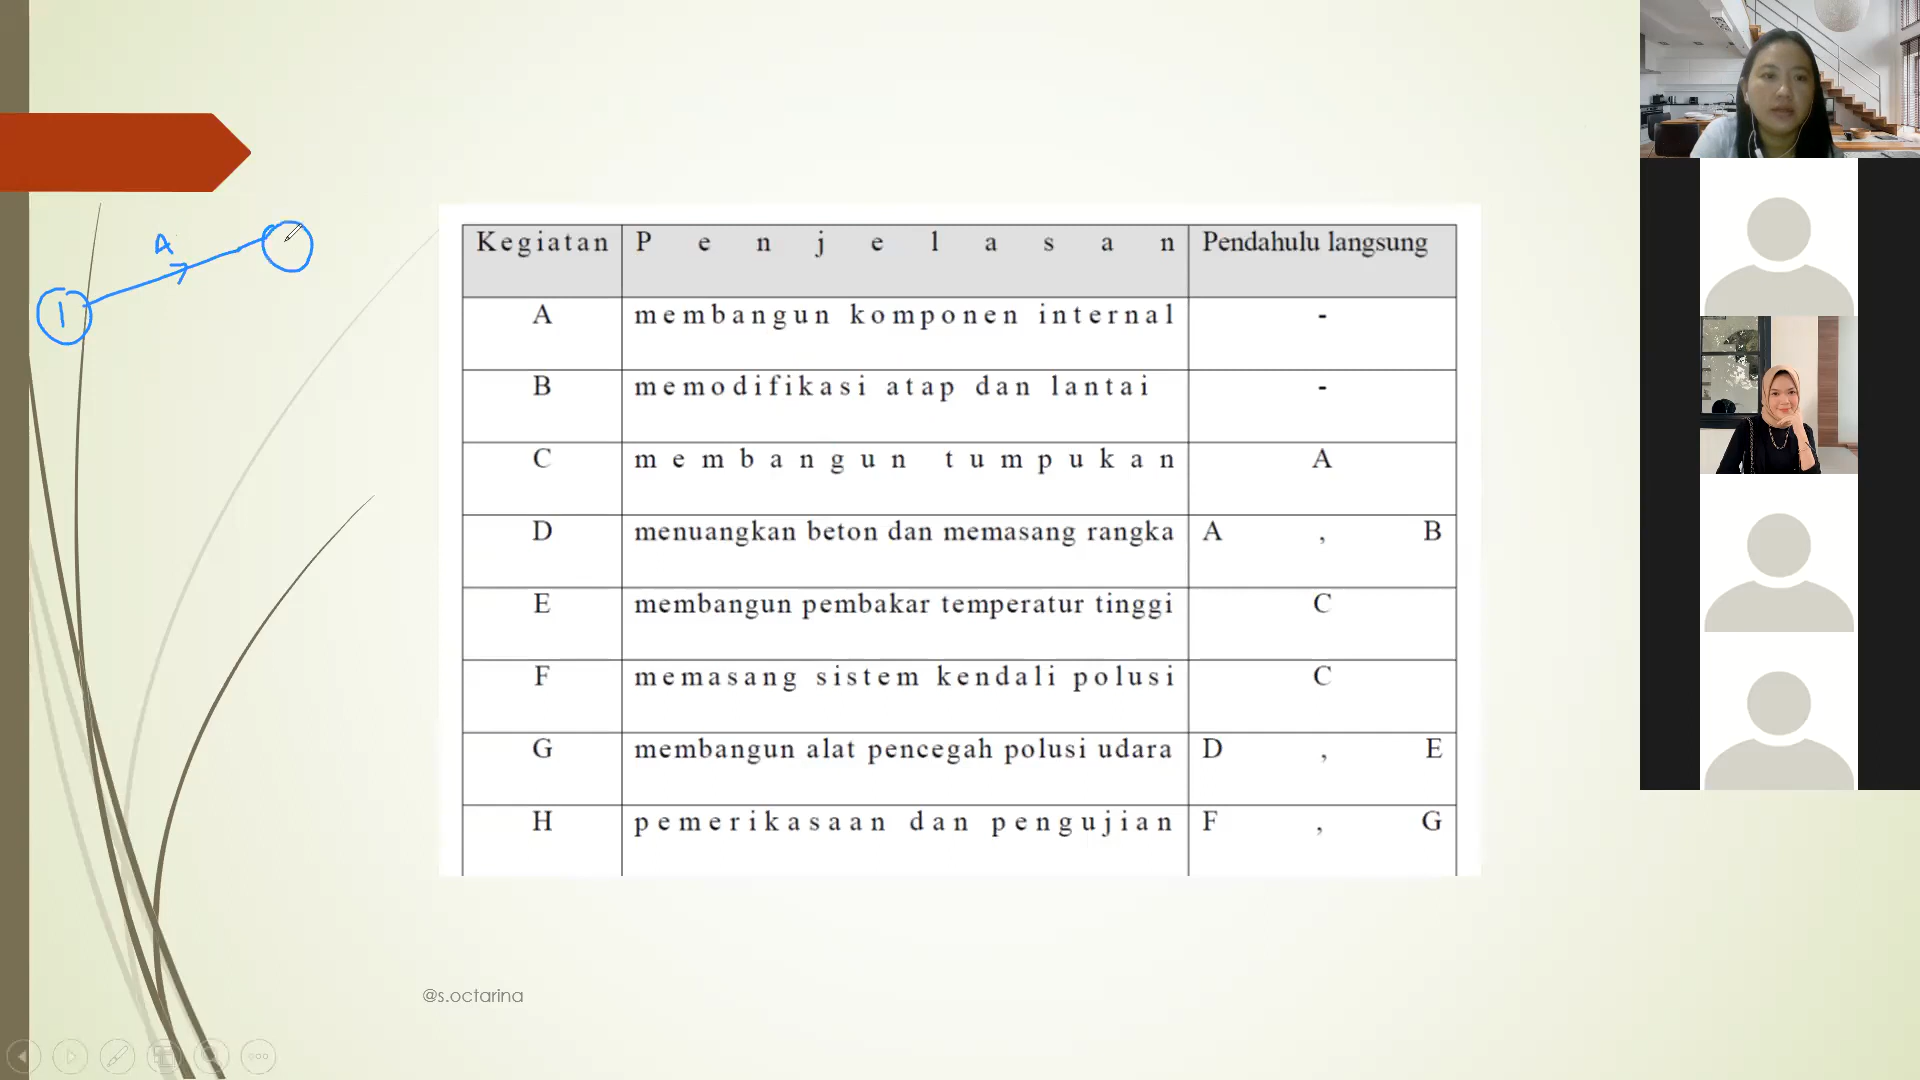 A
1
Kegiatan Penjelasan Pendahulu langsung
A membangun komponen internal -
B memodifikasi atap dan lantai -
C membangun tumpukan A
D menuangkan beton dan memasang rangka A , B
E membangun pembakar temperatur tinggi C
F memasang sistem kendali polusi C
G membangun alat pencegah polusi udara D , E
H pemerikasaan dan pengujian F , G
@s.octarina